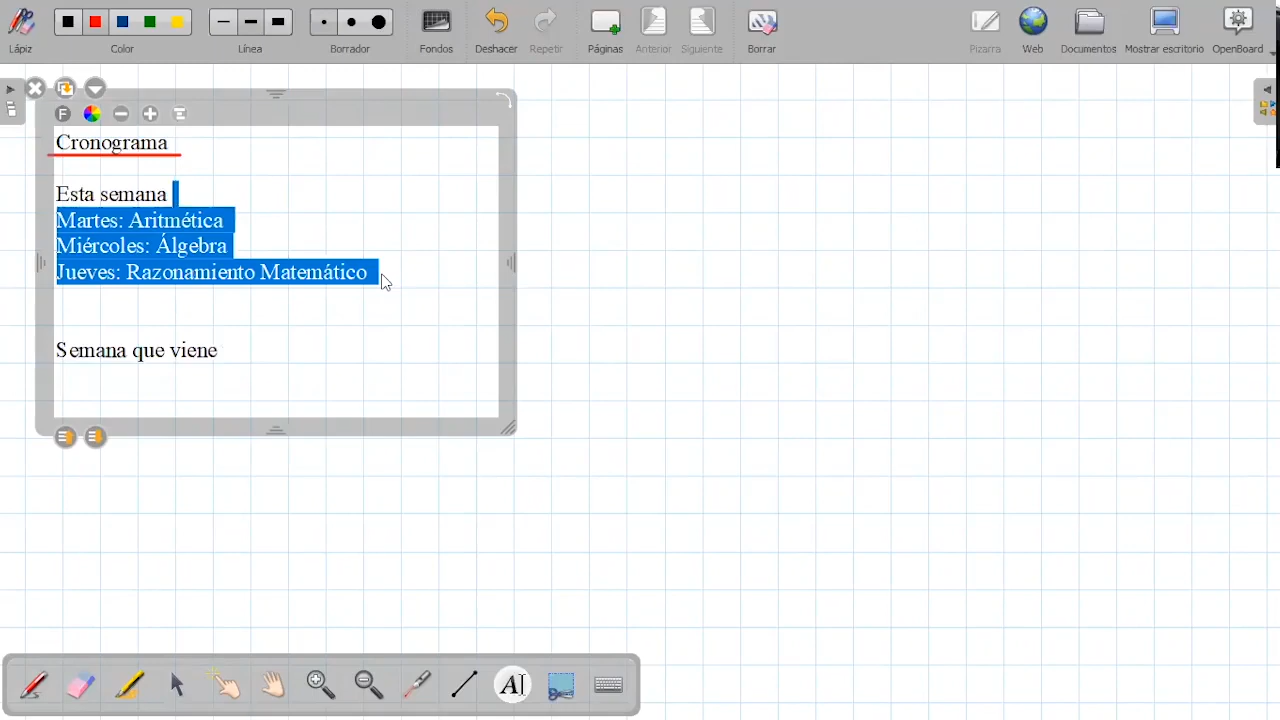 Lápiz
Color
Línea
Borrador
Fondos
Deshacer
Repetir
Páginas
Anterior
Siguiente
Borrar
Pizarra
Web
Documentos
Mostrar escritorio
OpenBoard
F
Cronograma
Esta semana
Martes: Aritmética
Miércoles: Álgebra
Jueves: Razonamiento Matemático
Semana que viene
A